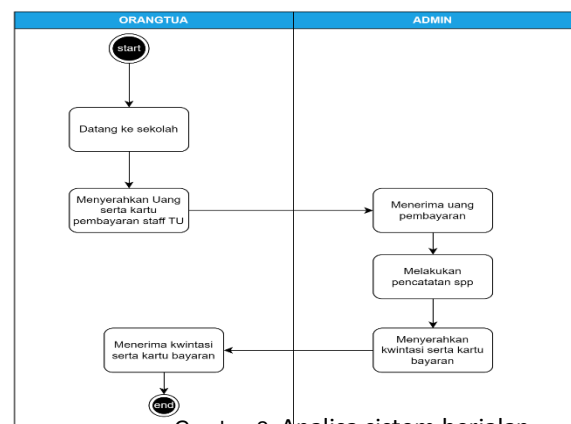 ORANGTUA
ADMIN
start
Datang ke sekolah
Menyerahkan Uang
serta kartu
pembayaran staff TU
Menerima uang
pembayaran
Melakukan
pencatatan spp
Menyerahkan
kwintasi serta kartu
bayaran
Menerima kwintasi
serta kartu bayaran
end
Analisa sistem berjalan